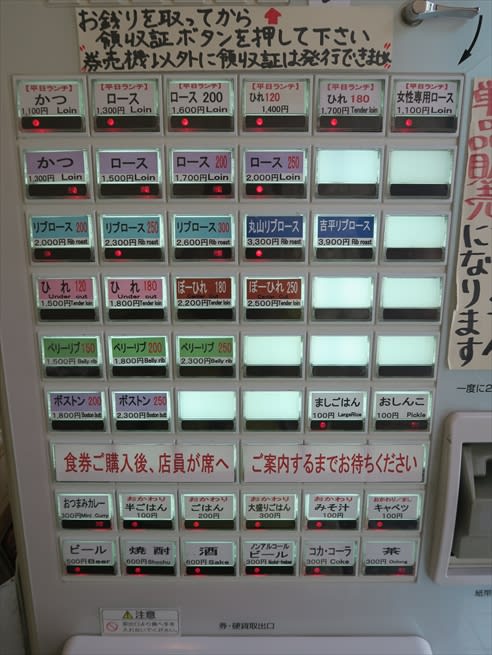 お釣りを取ってから
領収証ボタンを押して下さい
券売機以外に領収証は発行できません
【平日ランチ】 かつ 1,100円 Loin
【平日ランチ】 ロース 1,300円 Loin
【平日ランチ】 ロース 200 1,600円 Loin
【平日ランチ】 ひれ120 1,400円
【平日ランチ】 ひれ 180 1,700円 Tender loin
【平日ランチ】 女性専用ロース 1,100円 Loin
かつ 1,300円 Loin
ロース 1,500円 Loin
ロース 200 1,700円 Loin
ロース 250 2,000円 Loin
リブロース 200 2,000円 Rib roast
リブロース 250 2,300円 Rib roast
リブロース 300 2,600円 Rib roast
丸山リブロース 3,300円 Rib roast
吉平リブロース 3,900円 Rib roast
ひれ 120 Under cut 1,500円 Tender loin
ひれ 180 Under cut 1,800円 Tender loin
ぼーひれ 180 Center Cut 2,200円 Tender loin
ぼーひれ 250 Center Cut 2,500円 Tender loin
ベリーリブ 150 1,500円 Belly rib
ベリーリブ 200 1,800円 Belly rib
ベリーリブ 250 2,300円 Belly rib
ボストン 200 1,800円 Boston butt
ボストン 250 2,300円 Boston butt
ましごはん 100円 Large Rice
おしんこ 100円 Pickle
食券ご購入後、店員が席へ
ご案内するまでお待ちください
おつまみカレー 300円 Mini Curry
おかわり 半ごはん 100円
おかわり ごはん 200円
おかわり 大盛りごはん 300円
おかわり みそ汁 100円
おかわり/まし キャベツ 100円
ビール 500円 Beer
焼酎 600円 Shochu
酒 600円 Sake
ノンアルコール ビール 300円
コカ・コーラ 300円 Coke
茶 300円 Oolong
単品販売
になります
一度に2
紙幣
注意
券・硬貨取出口